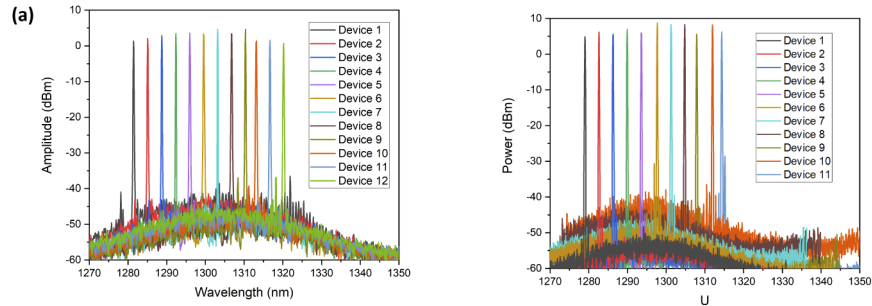 (a)
Amplitude (dBm)
10
0
-10
-20
-30
-40
-50
-60
1270 1280 1290 1300 1310 1320 1330 1340 1350
Wavelength (nm)
Device 1
Device 2
Device 3
Device 4
Device 5
Device 6
Device 7
Device 8
Device 9
Device 10
Device 11
Device 12
Power (dBm)
10
0
-10
-20
-30
-40
-50
-60
1270 1280 1290 1300 1310 1320 1330 1340 1350
U
Device 1
Device 2
Device 3
Device 4
Device 5
Device 6
Device 7
Device 8
Device 9
Device 10
Device 11